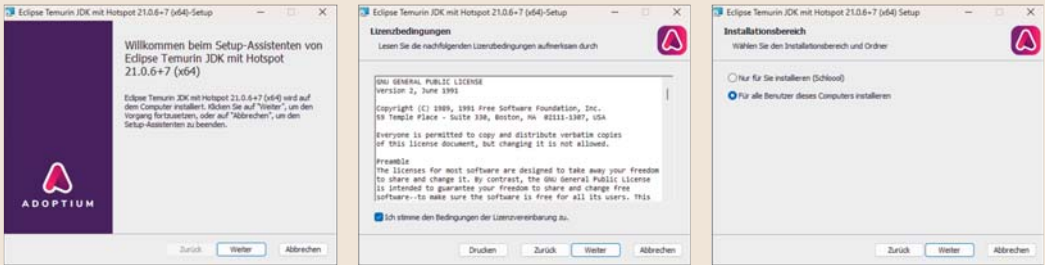 Eclipse Temurin JDK mit Hotspot 21.0.6+7 (x64)-Setup
Willkommen beim Setup-Assistenten von
Eclipse Temurin JDK mit Hotspot
21.0.6+7 (x64)
Eclipse Temurin JDK mit Hotspot 21.0.6+7 (x64) wird auf
dem Computer installiert. Klicken Sie auf "Weiter", um den
Vorgang fortzusetzen, oder auf "Abbrechen", um den
Setup-Assistenten zu beenden.
ADOPTIUM
Zurück Weiter Abbrechen
Eclipse Temurin JDK mit Hotspot 21.0.6+7 (x64)-Setup
Lizenzbedingungen
Lesen Sie die nachfolgenden Lizenzbedingungen aufmerksam durch
GNU GENERAL PUBLIC LICENSE
Version 2, June 1991
Copyright (C) 1989, 1991 Free Software Foundation, Inc.
59 Temple Place - Suite 330, Boston, MA 02111-1307, USA
Everyone is permitted to copy and distribute verbatim copies
of this license document, but changing it is not allowed.
Preamble
The licenses for most software are designed to take away your freedom
to share and change it. By contrast, the GNU General Public License
is intended to guarantee your freedom to share and change free
software--to make sure the software is free for all its users. This
Ich stimme den Bedingungen der Lizenzvereinbarung zu.
Drucken Zurück Weiter Abbrechen
Eclipse Temurin JDK mit Hotspot 21.0.6+7 (x64)-Setup
Installationsbereich
Wählen Sie den Installationsbereich und Ordner
Nur für Sie installieren (Schlool)
Für alle Benutzer dieses Computers installieren
Zurück Weiter Abbrechen